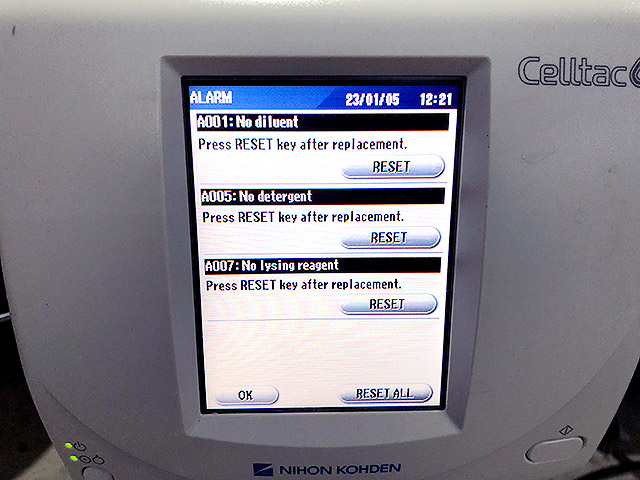 Celltac
ALARM 23/01/05 12:21
A001: No diluent
Press RESET key after replacement.
RESET
A005: No detergent
Press RESET key after replacement.
RESET
A007: No lysing reagent
Press RESET key after replacement.
RESET
OK RESET ALL
NIHON KOHDEN